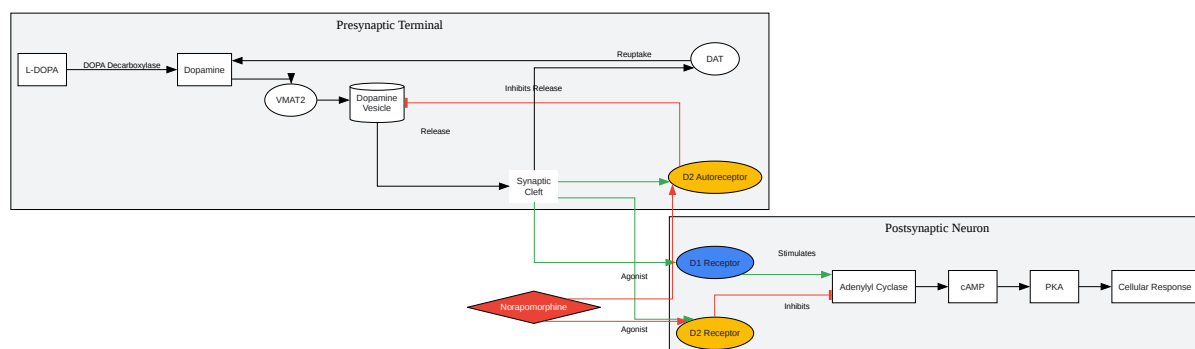 Presynaptic Terminal
L-DOPA
DOPA Decarboxylase
Dopamine
Reuptake
DAT
VMAT2
Dopamine
Vesicle
Inhibits Release
Release
Synaptic
Cleft
D2 Autoreceptor
Postsynaptic Neuron
D1 Receptor
Stimulates
Agonist
Adenylyl Cyclase
cAMP
PKA
Cellular Response
Norapomorphine
Inhibits
Agonist
D2 Receptor